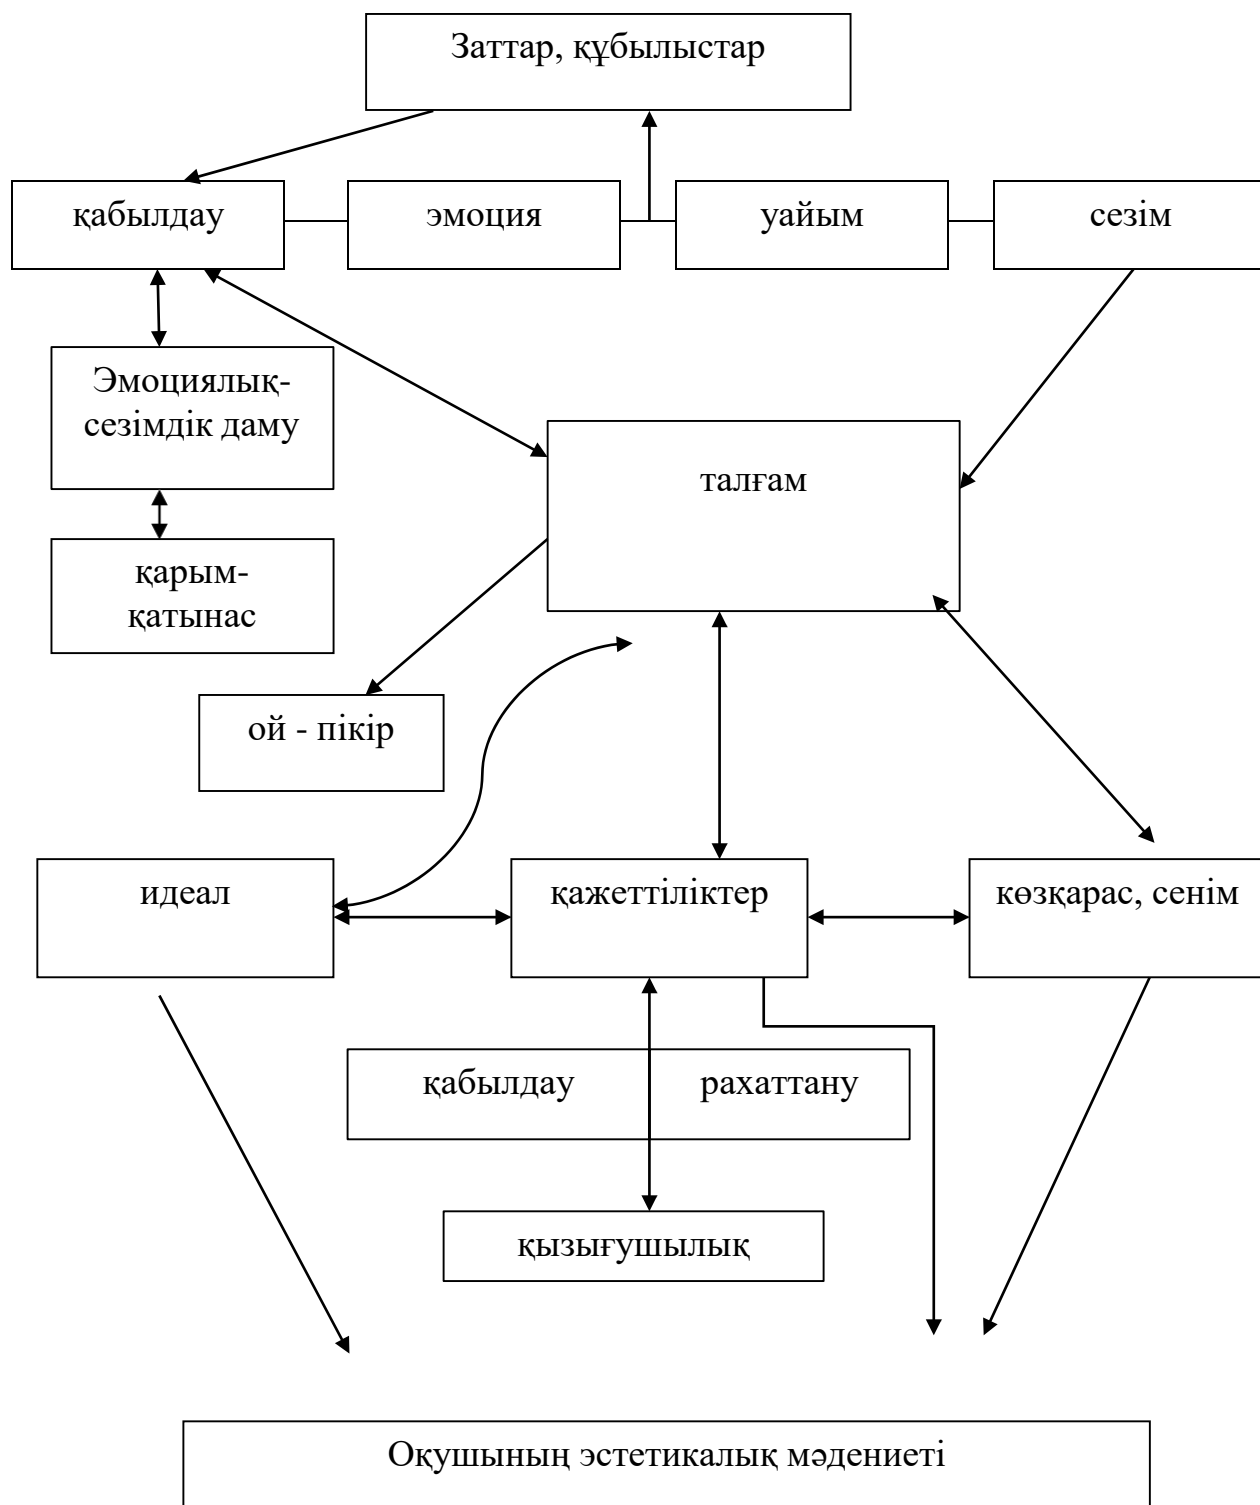 Заттар, құбылыстар
қабылдау
эмоция
уайым
сезім
Эмоциялық-
сезімдік даму
талғам
қарым-
қатынас
ой - пікір
идеал
қажеттіліктер
көзқарас, сенім
қабылдау
рахаттану
қызығушылық
Оқушының эстетикалық мәдениеті